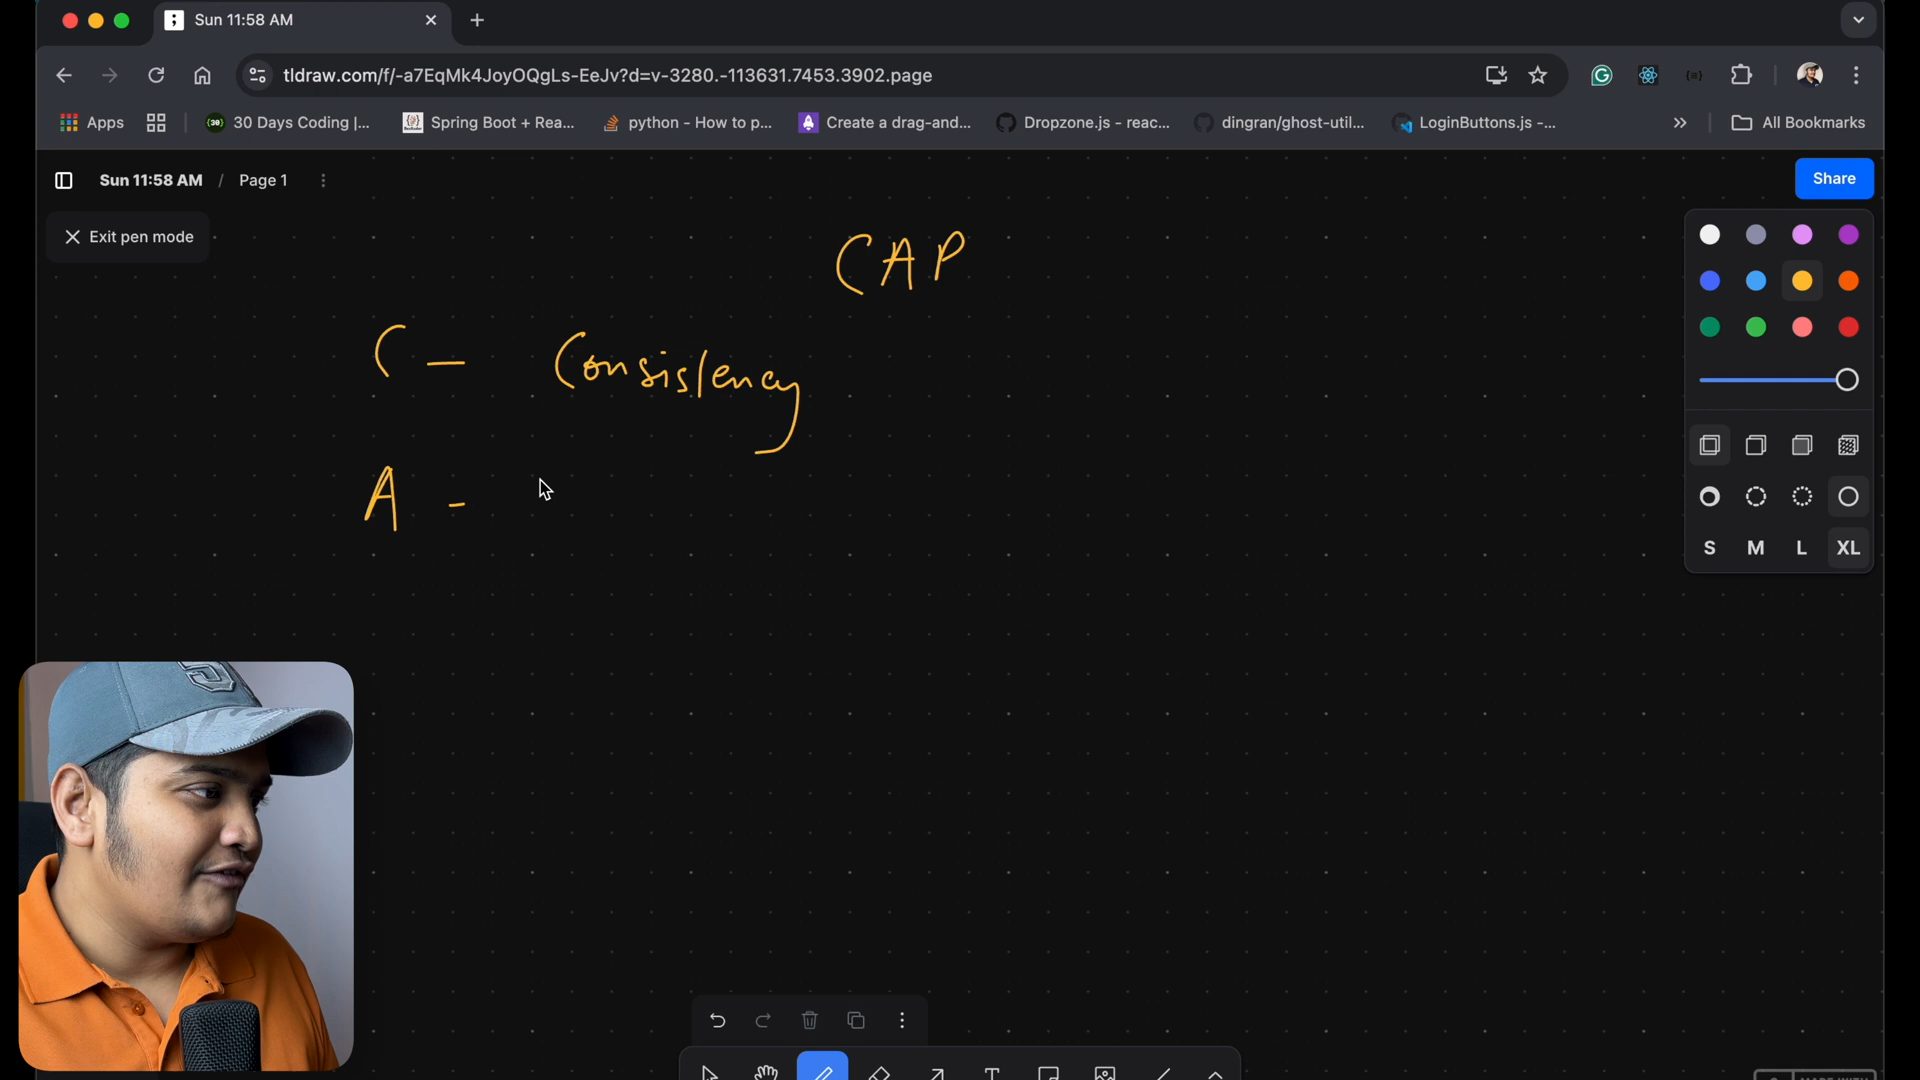 Sun 11:58 AM
tldraw.com/f/-a7EqMk4JoyOQgLs-EeJv?d=v-3280.-113631.7453.3902.page
Apps
30 Days Coding |...
Spring Boot + Rea...
python - How to p...
Create a drag-and...
Dropzone.js - reac...
dingran/ghost-util...
LoginButtons.js -...
»
All Bookmarks
Sun 11:58 AM / Page 1
Share
Exit pen mode
CAP
C - Consistency
A -
S M L XL